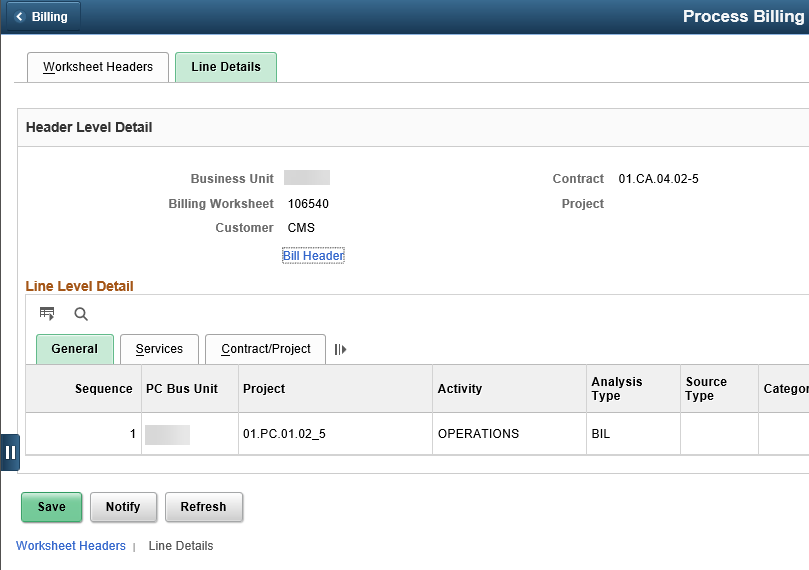 Billing
Process Billing
Worksheet Headers
Line Details
Header Level Detail
Business Unit
Contract 01.CA.04.02-5
Billing Worksheet 106540
Project
Customer CMS
Bill Header
Line Level Detail
General
Services
Contract/Project
Sequence PC Bus Unit Project Activity Analysis Type Source Type
1 01.PC.01.02_5 OPERATIONS BIL
Save Notify Refresh
Worksheet Headers | Line Details